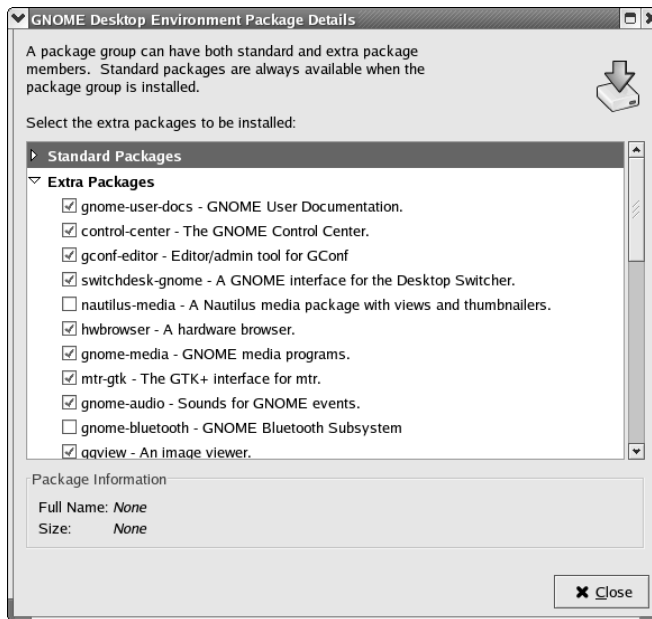 GNOME Desktop Environment Package Details
A package group can have both standard and extra package
members. Standard packages are always available when the
package group is installed.
Select the extra packages to be installed:
Standard Packages
Extra Packages
gnome-user-docs - GNOME User Documentation.
control-center - The GNOME Control Center.
gconf-editor - Editor/admin tool for GConf
switchdesk-gnome - A GNOME interface for the Desktop Switcher.
nautilus-media - A Nautilus media package with views and thumbnailers.
hwbrowser - A hardware browser.
gnome-media - GNOME media programs.
mtr-gtk - The GTK+ interface for mtr.
gnome-audio - Sounds for GNOME events.
gnome-bluetooth - GNOME Bluetooth Subsystem
gqview - An image viewer.
Package Information
Full Name: None
Size: None
Close